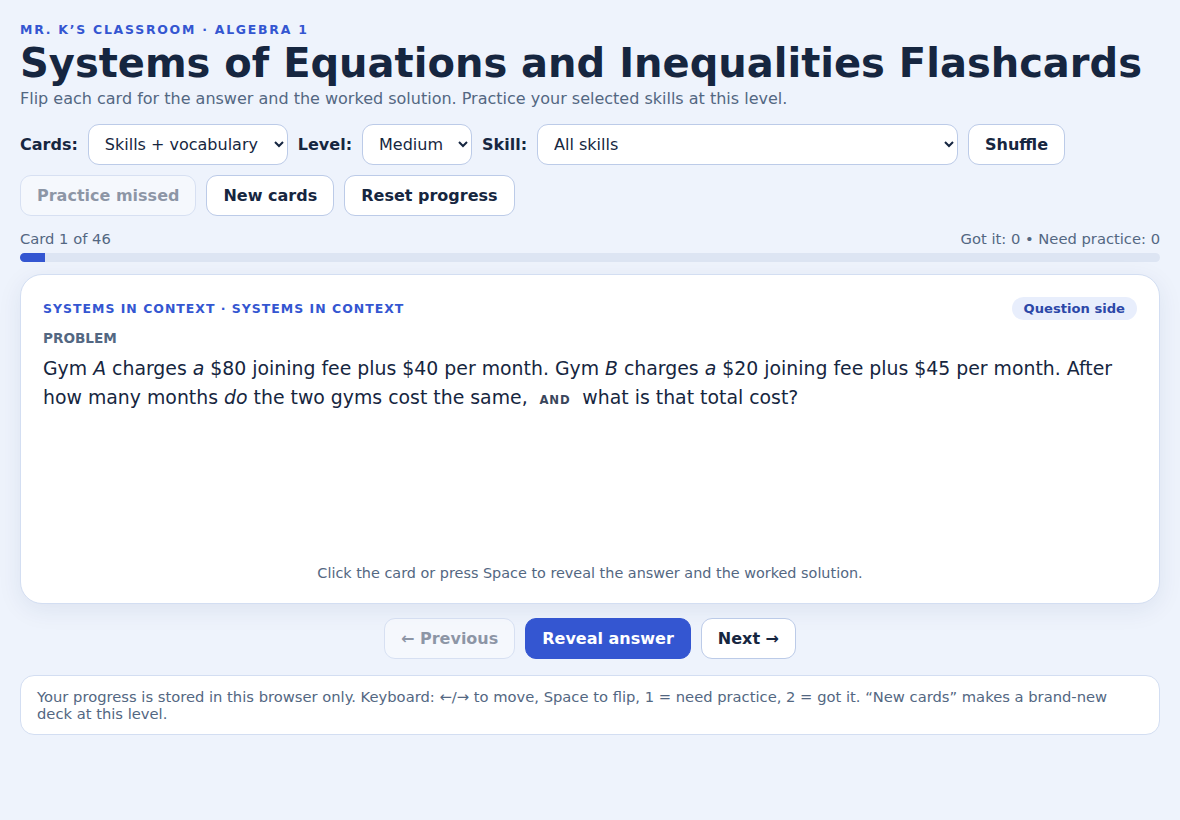 MR. K'S CLASSROOM · ALGEBRA 1
Systems of Equations and Inequalities Flashcards
Flip each card for the answer and the worked solution. Practice your selected skills at this level.
Cards: Skills + vocabulary Level: Medium Skill: All skills Shuffle
Practice missed New cards Reset progress
Card 1 of 46 Got it: 0 • Need practice: 0
SYSTEMS IN CONTEXT · SYSTEMS IN CONTEXT Question side
PROBLEM
Gym A charges a $80 joining fee plus $40 per month. Gym B charges a $20 joining fee plus $45 per month. After
how many months do the two gyms cost the same, AND what is that total cost?
Click the card or press Space to reveal the answer and the worked solution.
← Previous Reveal answer Next →
Your progress is stored in this browser only. Keyboard: ←/→ to move, Space to flip, 1 = need practice, 2 = got it. “New cards” makes a brand-new
deck at this level.